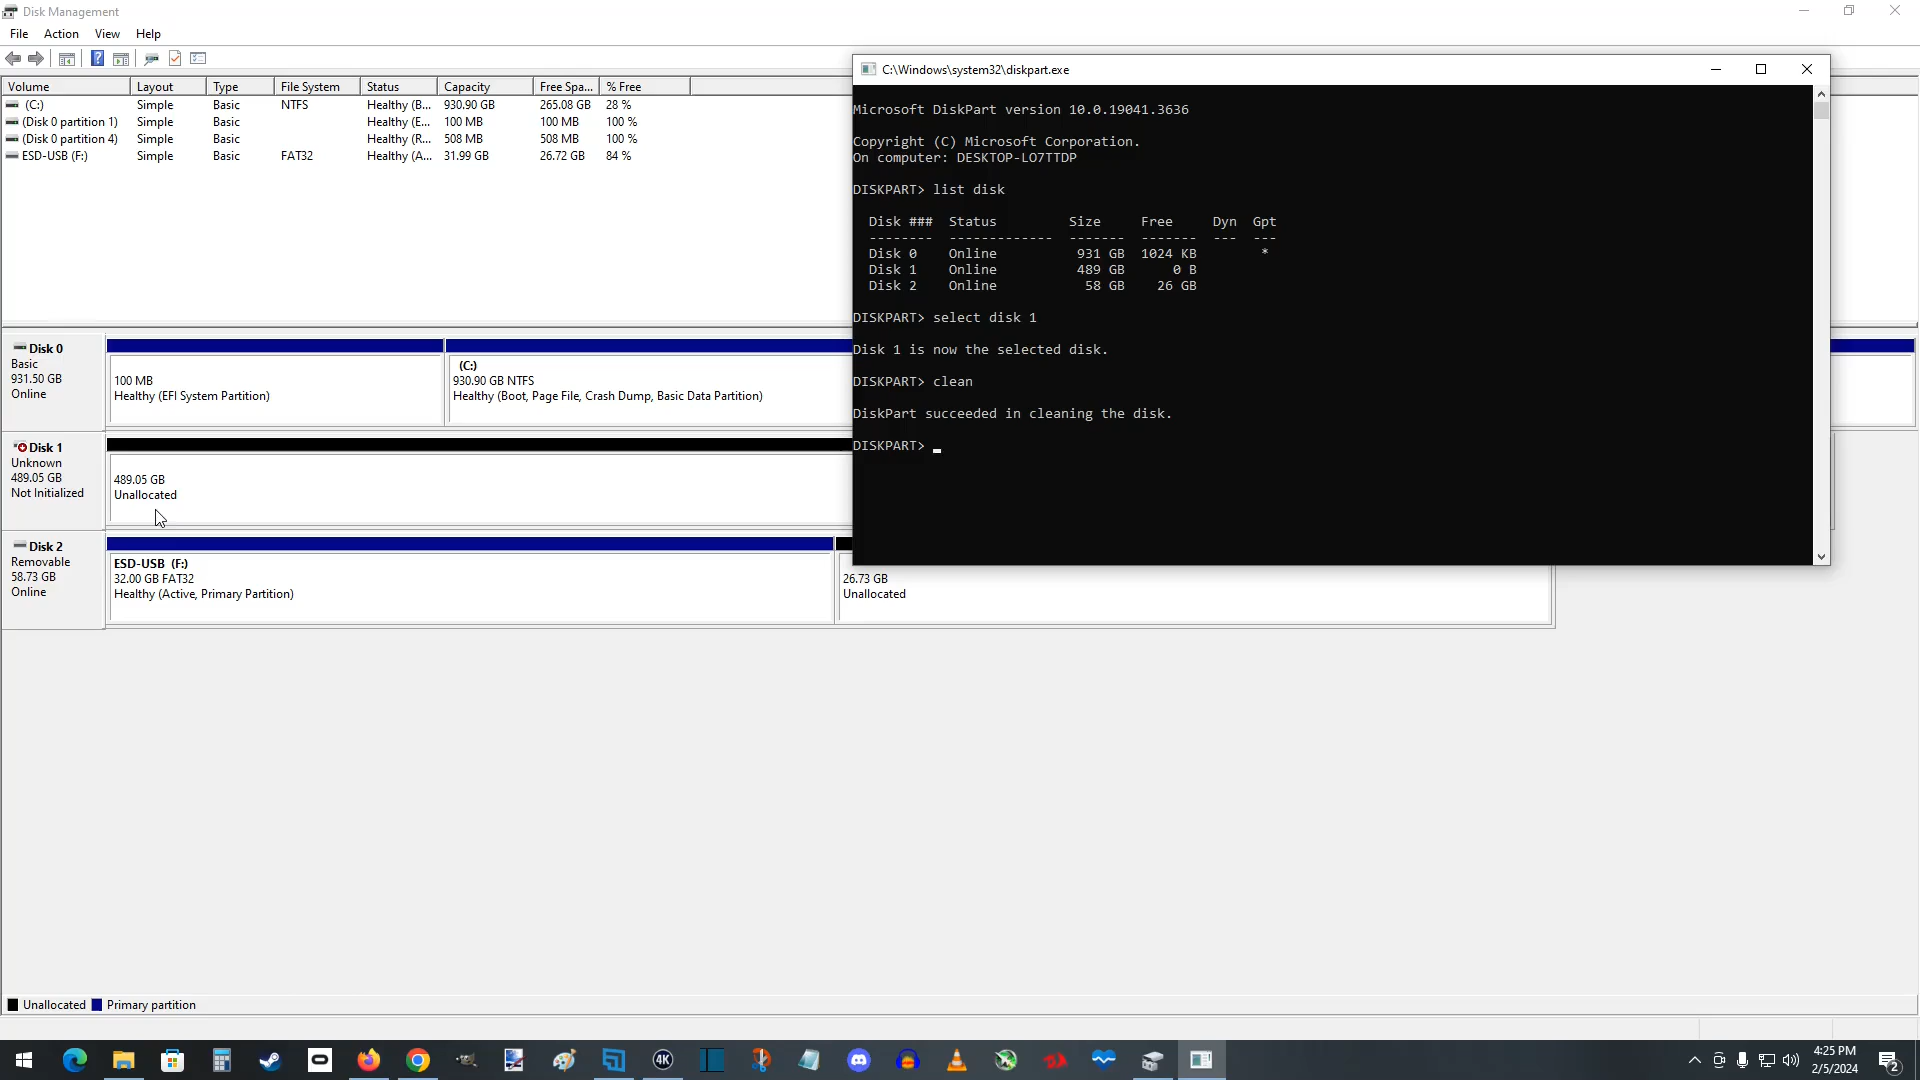 Disk Management
File Action View Help
Volume Layout Type File System Status Capacity Free Spa... % Free
(C:) Simple Basic NTFS Healthy (B... 930.90 GB 265.08 GB 28 %
(Disk 0 partition 1) Simple Basic Healthy (E... 100 MB 100 MB 100 %
(Disk 0 partition 4) Simple Basic Healthy (R... 508 MB 508 MB 100 %
ESD-USB (F:) Simple Basic FAT32 Healthy (A... 31.99 GB 26.72 GB 84 %
C:\Windows\system32\diskpart.exe
Microsoft DiskPart version 10.0.19041.3636
Copyright (C) Microsoft Corporation.
On computer: DESKTOP-LO7TTDP
DISKPART> list disk
Disk ### Status Size Free Dyn Gpt
-------- ------------- ------- ------- --- ---
Disk 0 Online 931 GB 1024 KB *
Disk 1 Online 489 GB 0 B
Disk 2 Online 58 GB 26 GB
DISKPART> select disk 1
Disk 1 is now the selected disk.
DISKPART> clean
DiskPart succeeded in cleaning the disk.
DISKPART>
Disk 0
Basic
931.50 GB
Online
100 MB
Healthy (EFI System Partition)
(C:)
930.90 GB NTFS
Healthy (Boot, Page File, Crash Dump, Basic Data Partition)
Disk 1
Unknown
489.05 GB
Not Initialized
489.05 GB
Unallocated
Disk 2
Removable
58.73 GB
Online
ESD-USB (F:)
32.00 GB FAT32
Healthy (Active, Primary Partition)
26.73 GB
Unallocated
Unallocated Primary partition
4K
4:25 PM
2/5/2024
2